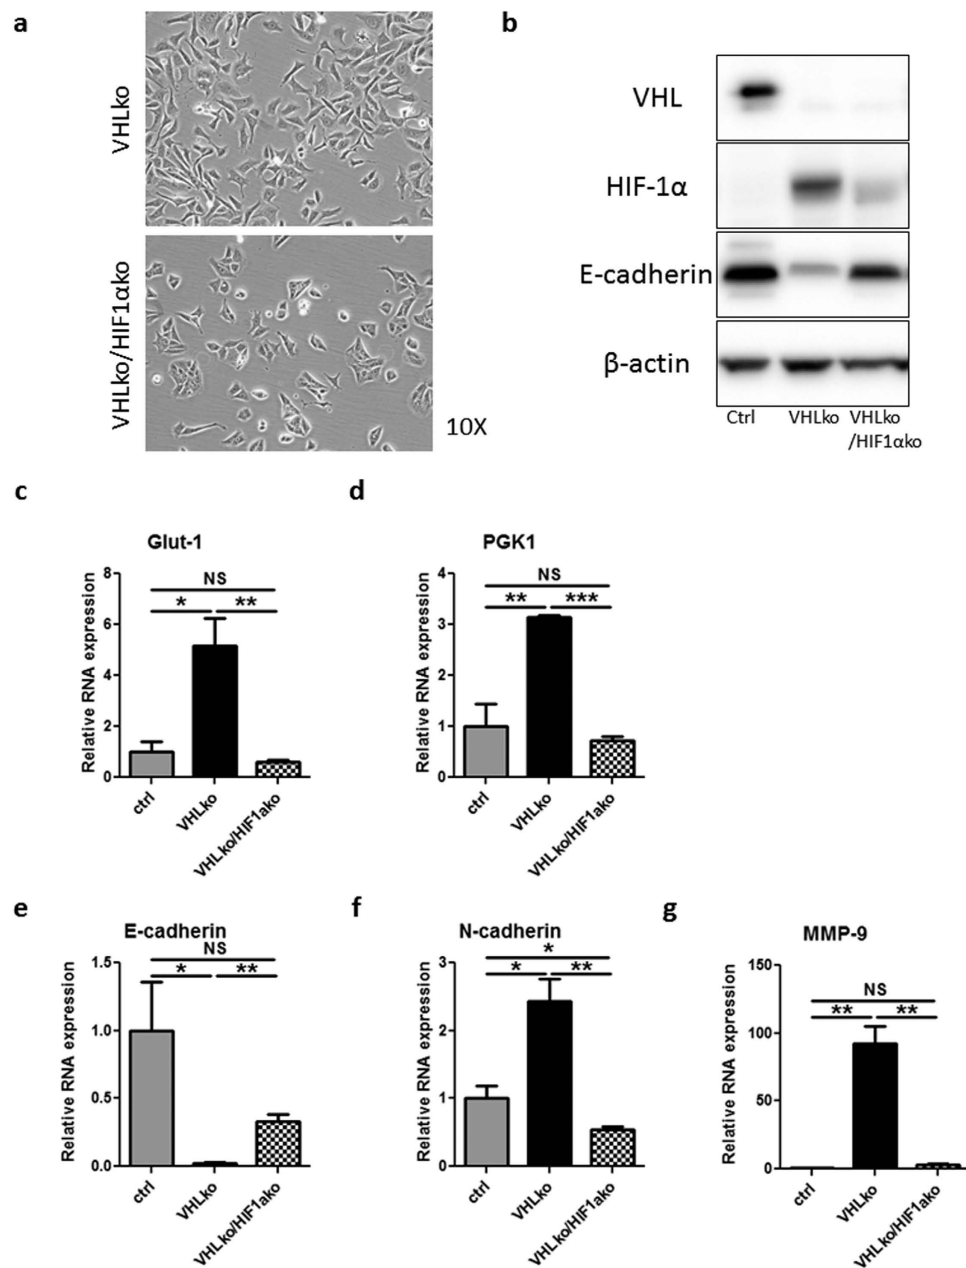 a
VHLko
VHLko/HIF1αko
10X
b
VHL
HIF-1α
E-cadherin
β-actin
Ctrl VHLko VHLko
/HIF1αko
c
Glut-1
Relative RNA expression
8
6
4
2
0
NS
* **
ctrl
VHLko
VHLko/HIF1ako
d
PGK1
Relative RNA expression
4
3
2
1
0
NS
** ***
ctrl
VHLko
VHLko/HIF1ako
e
E-cadherin
Relative RNA expression
1.5
1.0
0.5
0.0
NS
* **
ctrl
VHLko
VHLko/HIF1ako
f
N-cadherin
Relative RNA expression
3
2
1
0
*
* **
ctrl
VHLko
VHLko/HIF1ako
g
MMP-9
Relative RNA expression
150
100
50
0
NS
** **
ctrl
VHLko
VHLko/HIF1ako